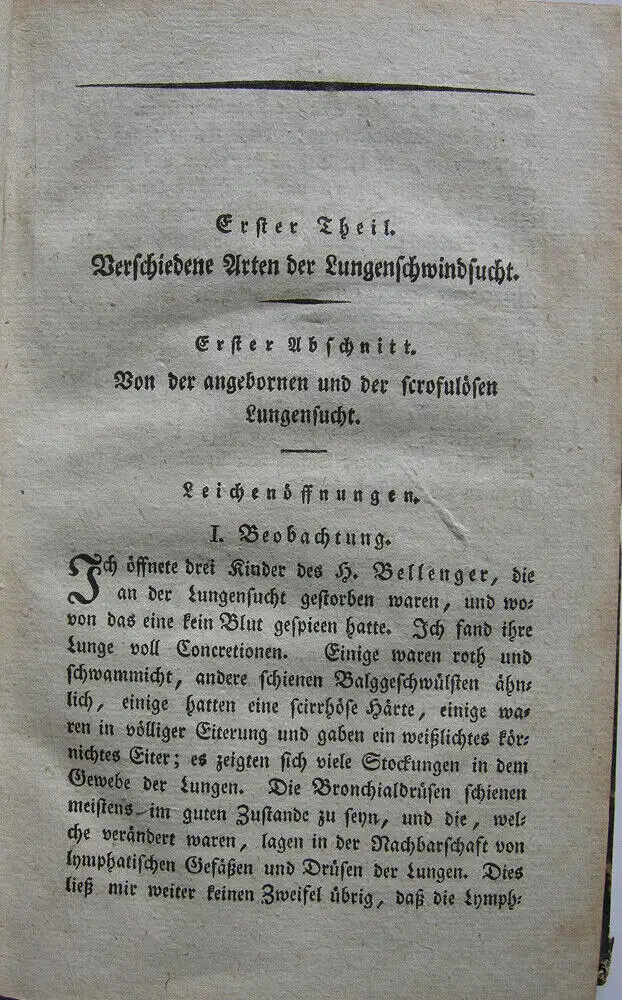 Erſter Theil.
Verſchiedene Arten der Lungenſchwindſucht.
Erſter Abſchnitt.
Von der angebornen und der ſcrofulöſen
Lungenſucht.
Leichenöffnungen.
I. Beobachtung.
Ich öffnete drei Kinder des H. Bellenger, die
an der Lungenſucht geſtorben waren, und wo⸗
von das eine kein Blut geſpieen hatte. Ich fand ihre
Lunge voll Concretionen. Einige waren roth und
ſchwammicht, andere ſchienen Balggeſchwülſten ähn⸗
lich, einige hatten eine ſcirrhöſe Härte, einige wa⸗
ren in völliger Eiterung und gaben ein weißlichtes kör⸗
nichtes Eiter; es zeigten ſich viele Stockungen in dem
Gewebe der Lungen. Die Bronchialdrüſen ſchienen
meiſtens im guten Zuſtande zu ſeyn, und die, wel⸗
che verändert waren, lagen in der Nachbarſchaft von
lymphatiſchen Gefäßen und Drüſen der Lungen. Dies
ließ mir weiter keinen Zweifel übrig, daß die Lymph⸗